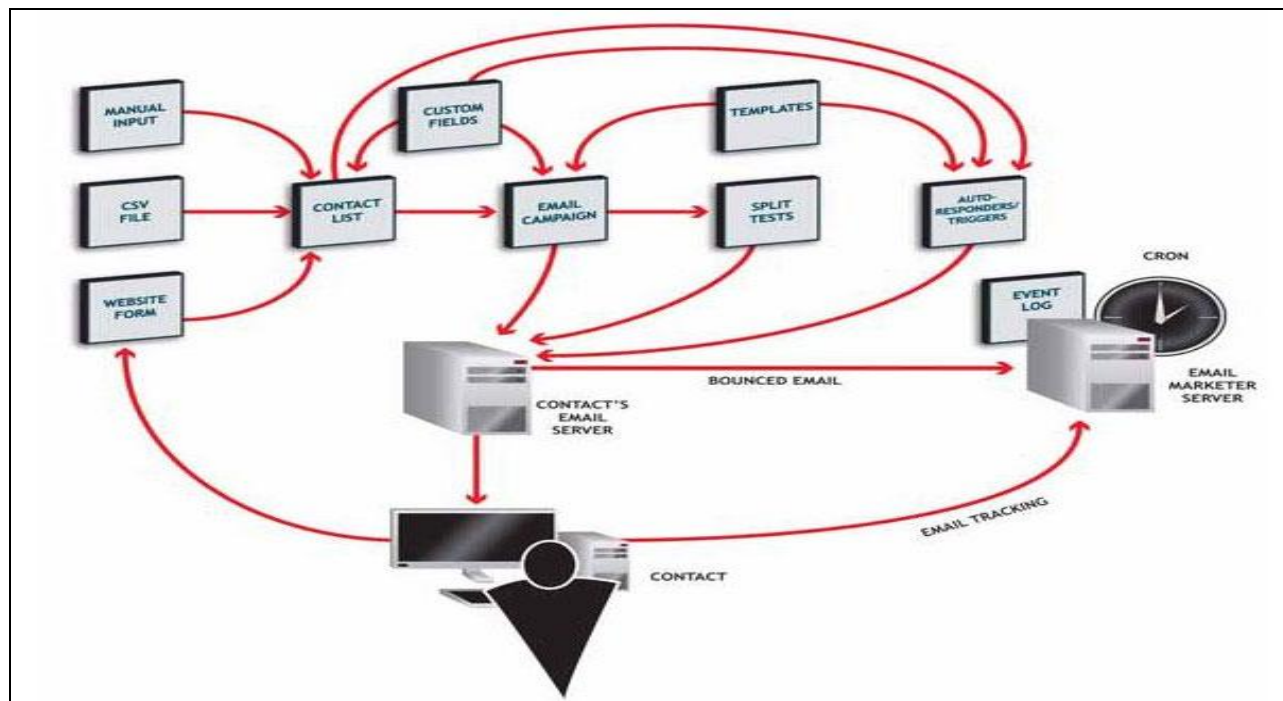 MANUAL
INPUT
CUSTOM
FIELDS
TEMPLATES
CSV
FILE
CONTACT
LIST
EMAIL
CAMPAIGN
SPLIT
TESTS
AUTO-
RESPONDERS/
TRIGGERS
WEBSITE
FORM
CRON
EVENT
LOG
BOUNCED EMAIL
EMAIL
MARKETER
SERVER
CONTACT'S
EMAIL
SERVER
EMAIL TRACKING
CONTACT